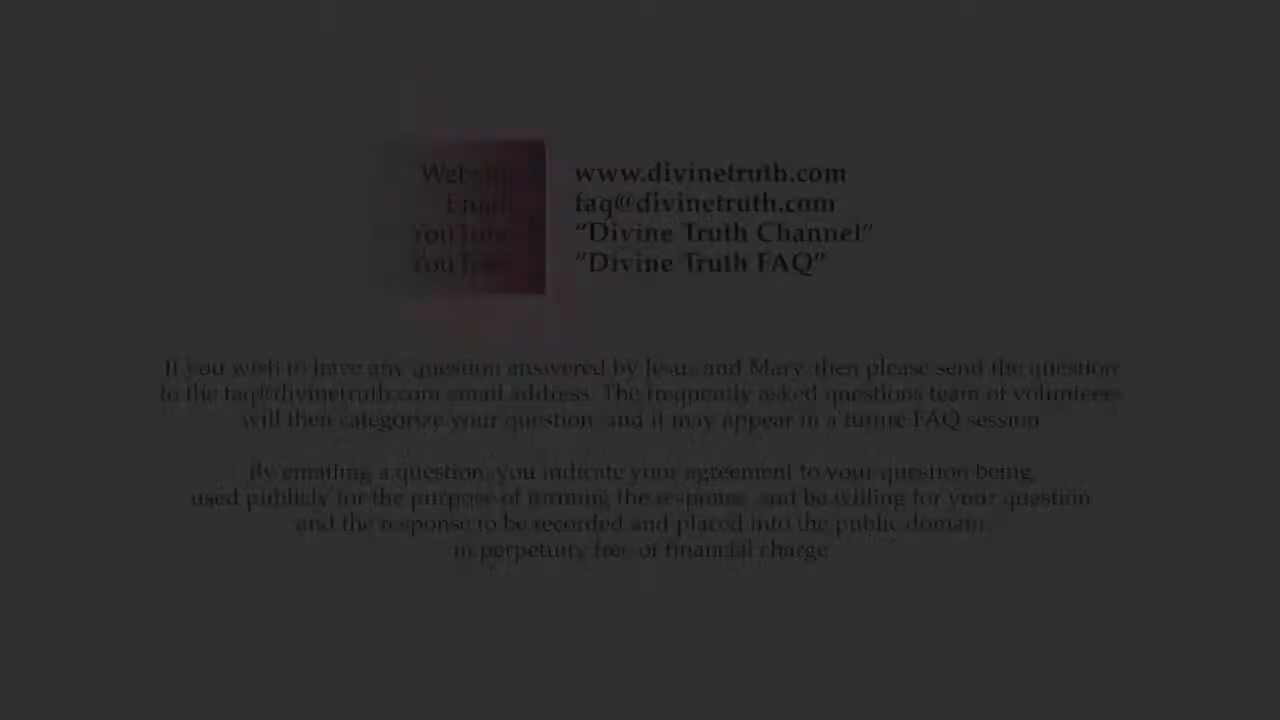 Website www.divinetruth.com
Email faq@divinetruth.com
YouTube "Divine Truth Channel"
YouTube "Divine Truth FAQ"
If you wish to have any question answered by Jesus and Mary, then please send the question
to the faq@divinetruth.com email address. The frequently asked questions team of volunteers
will then categorize your question, and it may appear in a future FAQ session
By emailing a question, you indicate your agreement to your question being
used publicly for the purpose of forming the response, and be willing for your question
and the response to be recorded and placed into the public domain,
in perpetuity free of financial charge